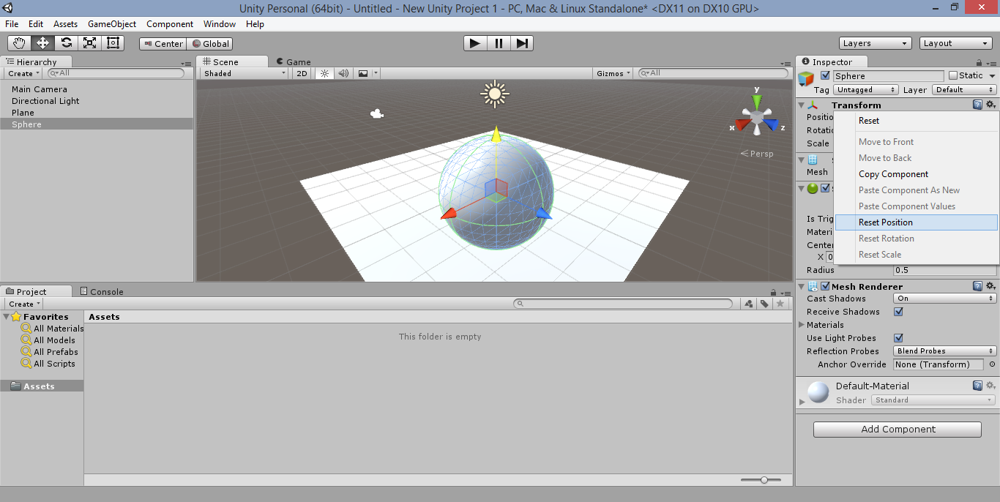 Unity Personal (64bit) - Untitled - New Unity Project 1 - PC, Mac & Linux Standalone* <DX11 on DX10 GPU>
File Edit Assets GameObject Component Window Help
Center Global Layers Layout
Hierarchy
Create All
Main Camera
Directional Light
Plane
Sphere
Scene Game
Shaded 2D Gizmos All
y
x z
Persp
Inspector
Sphere Static
Tag Untagged Layer Default
Transform
Positio
Rotatio
Scale
Mesh
Is Trig
Materi
Center
X 0
Radius 0.5
Reset
Move to Front
Move to Back
Copy Component
Paste Component As New
Paste Component Values
Reset Position
Reset Rotation
Reset Scale
Mesh Renderer
Cast Shadows On
Receive Shadows
Materials
Use Light Probes
Reflection Probes Blend Probes
Anchor Override None (Transform)
Default-Material
Shader Standard
Add Component
Project Console
Create
Favorites
All Materials
All Models
All Prefabs
All Scripts
Assets
Assets
This folder is empty